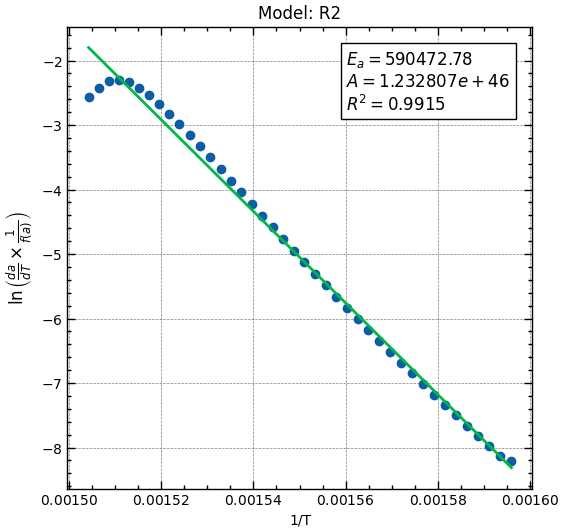 Model: R2
E_a = 590472.78
A = 1.232807e + 46
R² = 0.9915
−2
−3
−4
−5
−6
−7
−8
ln(da/dT × 1/f(a))
0.00150 0.00152 0.00154 0.00156 0.00158 0.00160
1/T